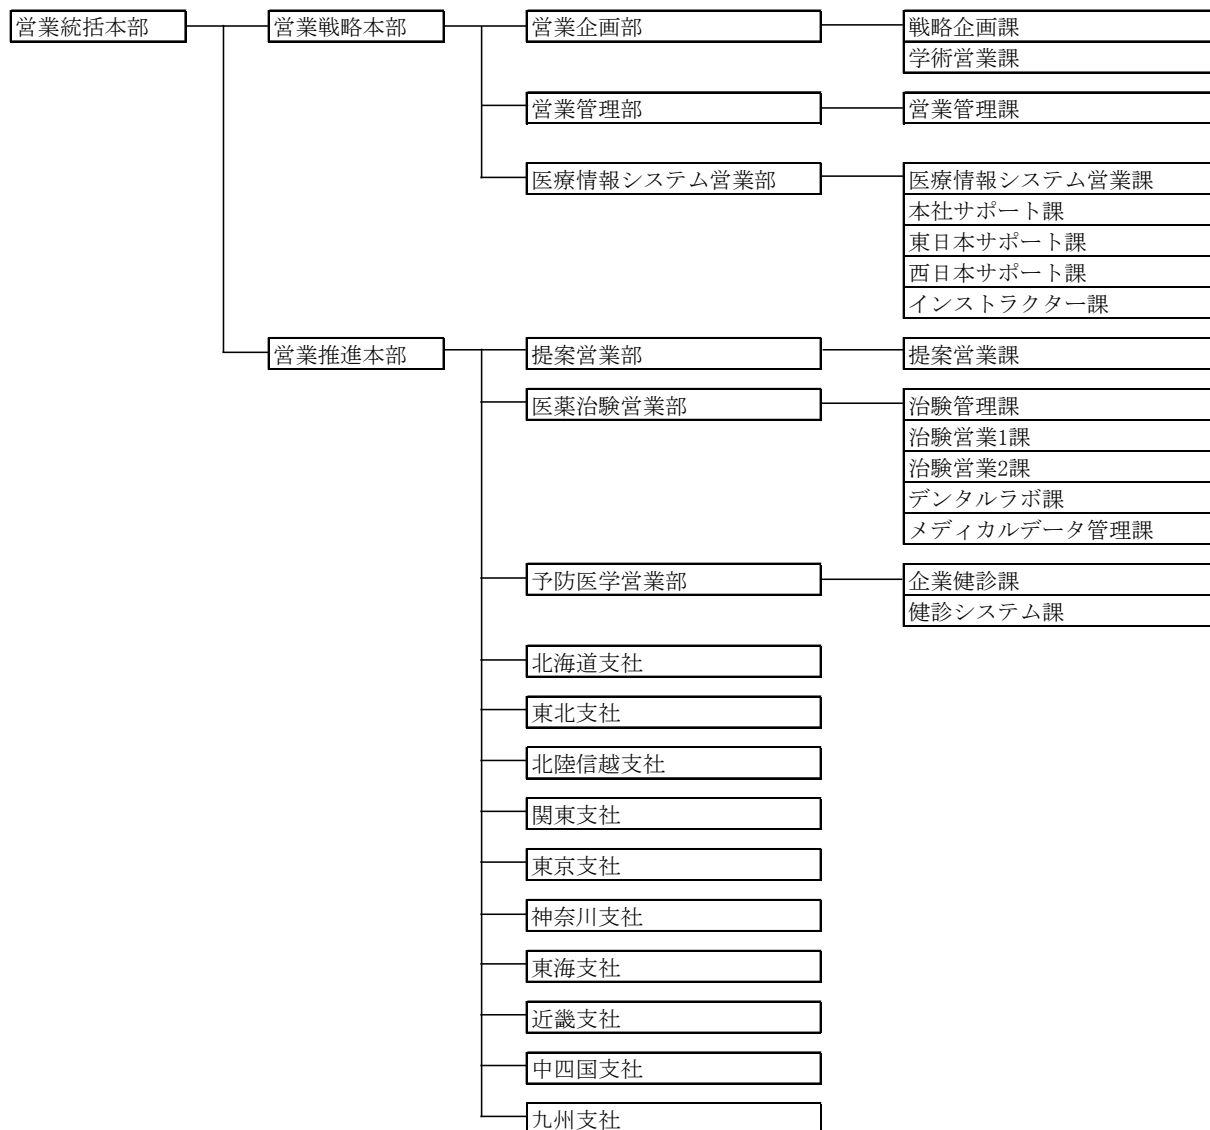 営業統括本部
営業戦略本部
営業企画部
戦略企画課
学術営業課
営業管理部
営業管理課
医療情報システム営業部
医療情報システム営業課
本社サポート課
東日本サポート課
西日本サポート課
インストラクター課
営業推進本部
提案営業部
提案営業課
医薬治験営業部
治験管理課
治験営業1課
治験営業2課
デンタルラボ課
メディカルデータ管理課
予防医学営業部
企業健診課
健診システム課
北海道支社
東北支社
北陸信越支社
関東支社
東京支社
神奈川支社
東海支社
近畿支社
中四国支社
九州支社